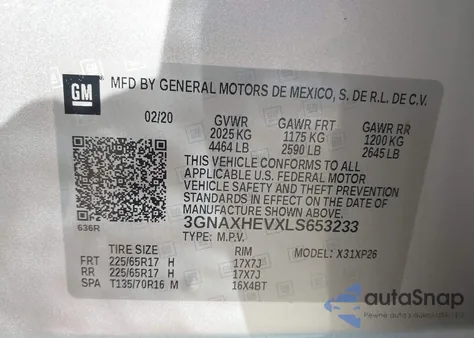 GM
MFD BY GENERAL MOTORS DE MEXICO, S. DE R.L. DE C.V.
02/20 GVWR GAWR FRT GAWR RR
2025 KG 1175 KG 1200 KG
4464 LB 2590 LB 2645 LB
THIS VEHICLE CONFORMS TO ALL
APPLICABLE U.S. FEDERAL MOTOR
VEHICLE SAFETY AND THEFT PREVENTION
STANDARDS IN EFFECT ON THE DATE OF
MANUFACTURE SHOWN ABOVE.
636R 3GNAXHEVXLS653233
TYPE: M.P.V. MODEL: X31XP26
TIRE SIZE RIM
FRT 225/65R17 H 17X7J
RR 225/65R17 H 17X7J
SPA T135/70R16 M 16X4BT
autoSnap
Pewne auta z USA